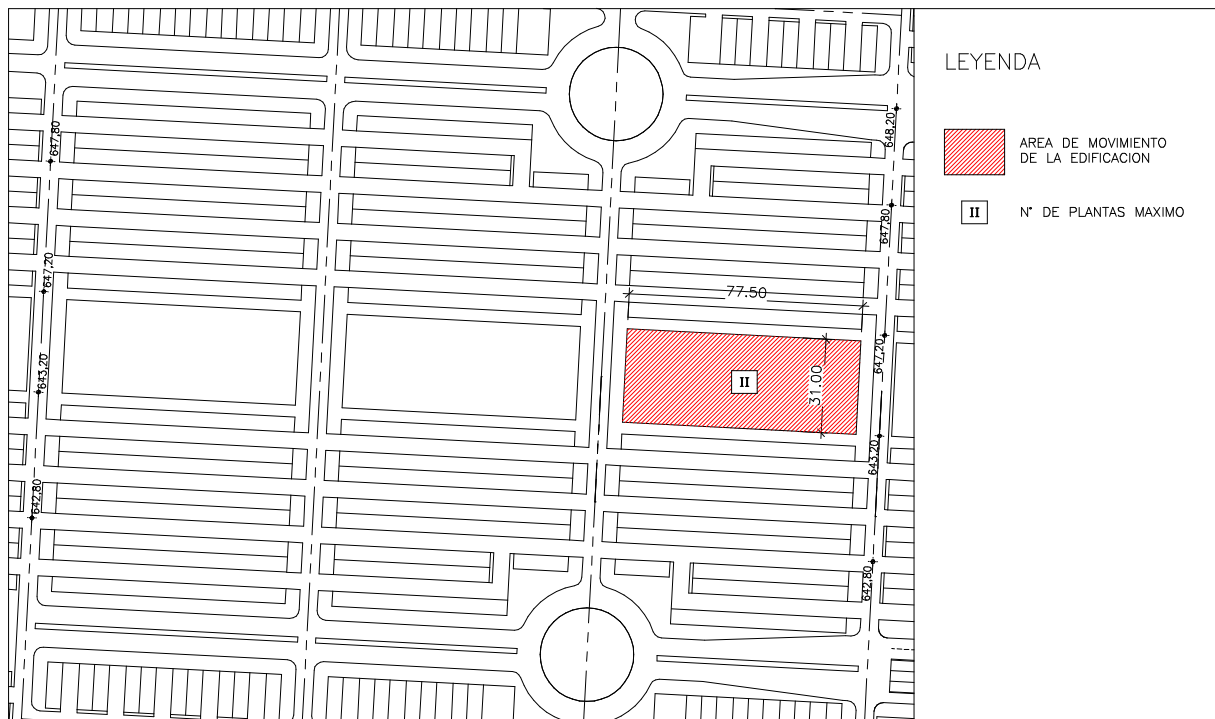 LEYENDA
AREA DE MOVIMIENTO
DE LA EDIFICACION
II
N° DE PLANTAS MAXIMO
647,80
647,20
643,20
642,80
648,20
647,80
77.50
647,20
II
31.00
643,20
642,80